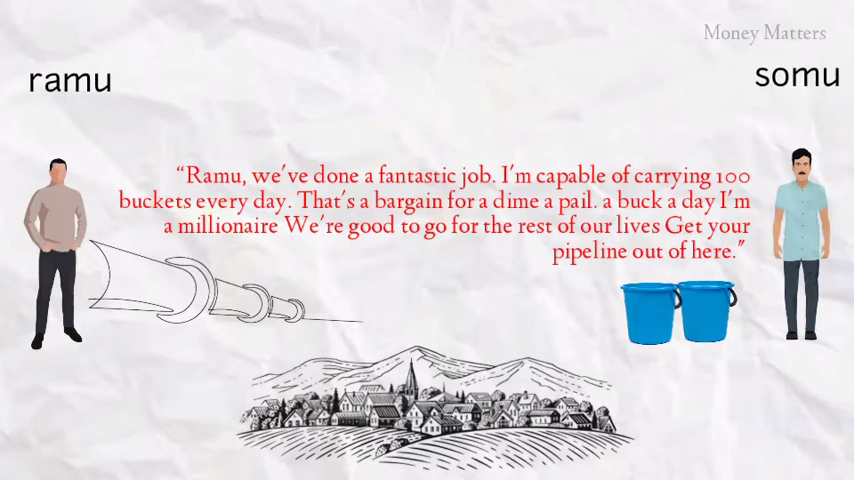 Money Matters
ramu
somu
“Ramu, we’ve done a fantastic job. I’m capable of carrying 100
buckets every day. That’s a bargain for a dime a pail. a buck a day I’m
a millionaire We’re good to go for the rest of our lives Get your
pipeline out of here.”